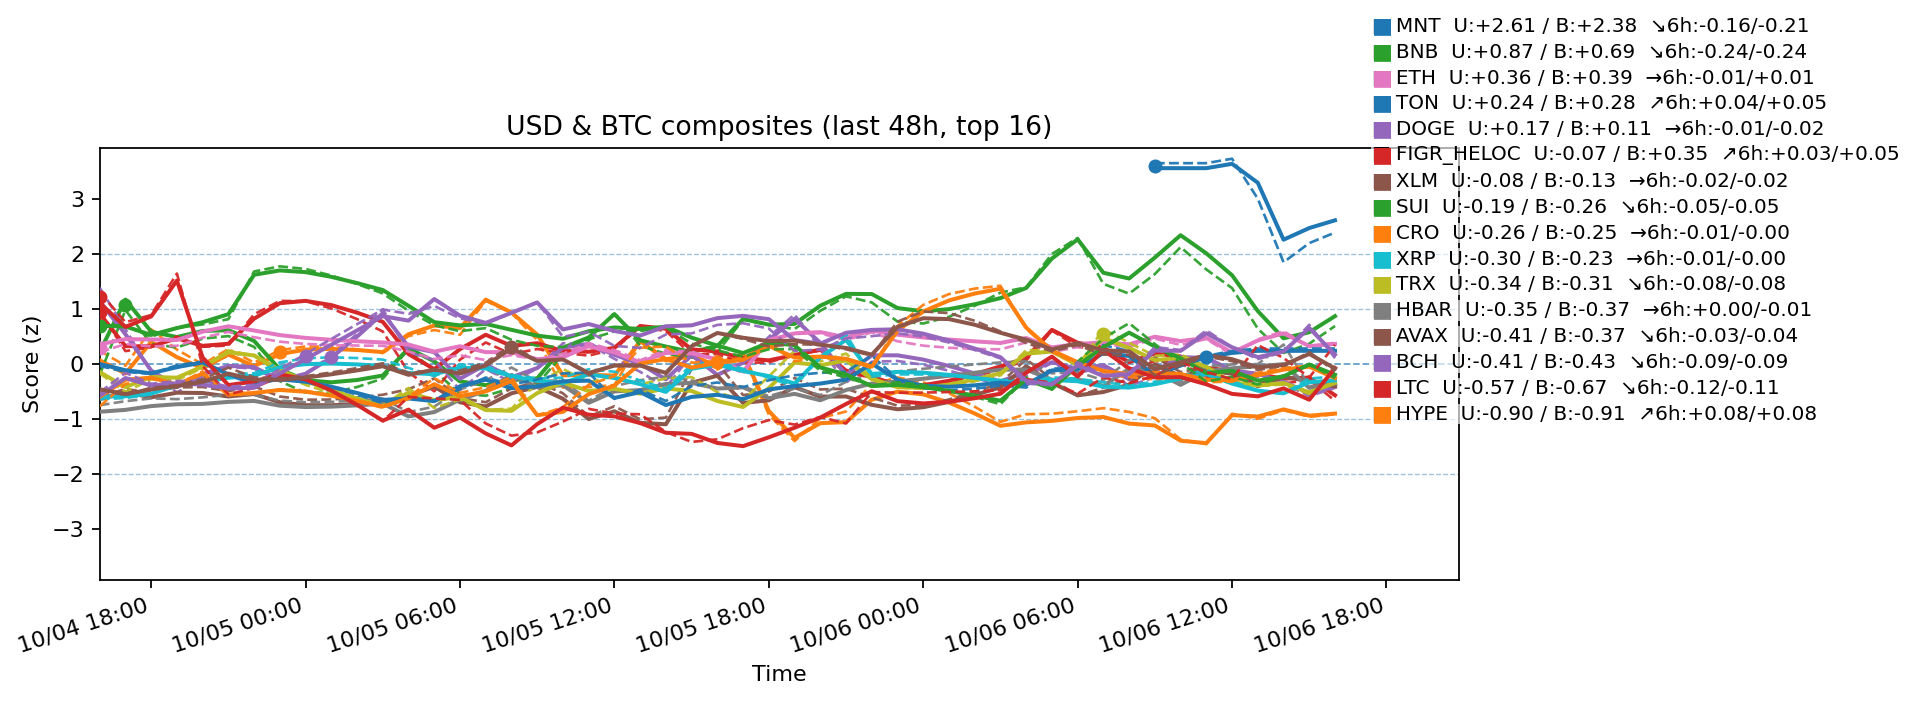 MNT  U:+2.61 / B:+2.38  ↘6h:-0.16/-0.21
BNB  U:+0.87 / B:+0.69  ↘6h:-0.24/-0.24
ETH  U:+0.36 / B:+0.39  →6h:-0.01/+0.01
TON  U:+0.24 / B:+0.28  ↗6h:+0.04/+0.05
DOGE  U:+0.17 / B:+0.11  →6h:-0.01/-0.02
FIGR_HELOC  U:-0.07 / B:+0.35  ↗6h:+0.03/+0.05
XLM  U:-0.08 / B:-0.13  →6h:-0.02/-0.02
SUI  U:-0.19 / B:-0.26  ↘6h:-0.05/-0.05
CRO  U:-0.26 / B:-0.25  →6h:-0.01/-0.00
XRP  U:-0.30 / B:-0.23  →6h:-0.01/-0.00
TRX  U:-0.34 / B:-0.31  ↘6h:-0.08/-0.08
HBAR  U:-0.35 / B:-0.37  →6h:+0.00/-0.01
AVAX  U:-0.41 / B:-0.37  ↘6h:-0.03/-0.04
BCH  U:-0.41 / B:-0.43  ↘6h:-0.09/-0.09
LTC  U:-0.57 / B:-0.67  ↘6h:-0.12/-0.11
HYPE  U:-0.90 / B:-0.91  ↗6h:+0.08/+0.08
USD & BTC composites (last 48h, top 16)
Score (z)
3
2
1
0
−1
−2
−3
10/04 18:00
10/05 00:00
10/05 06:00
10/05 12:00
10/05 18:00
10/06 00:00
10/06 06:00
10/06 12:00
10/06 18:00
Time